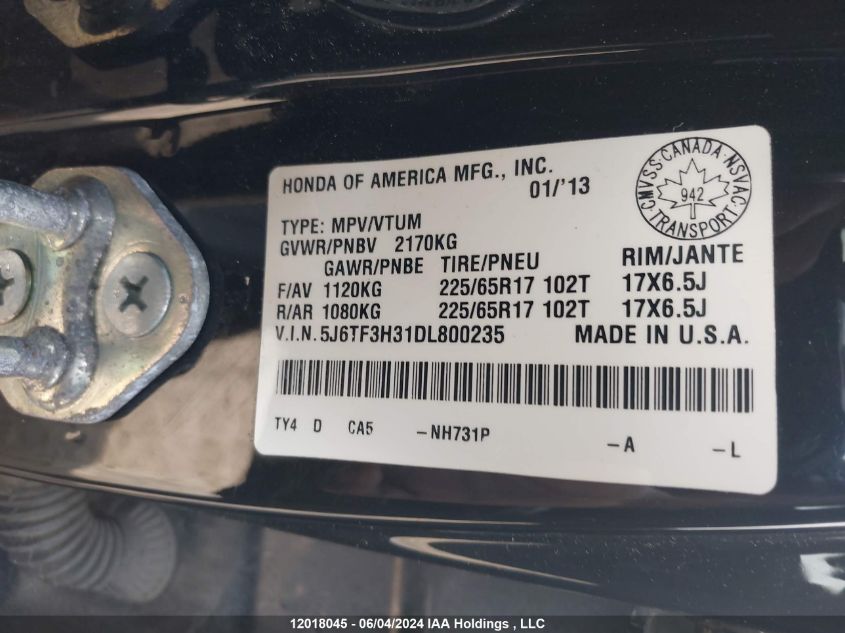 HONDA OF AMERICA MFG., INC.
01/'13
CMVSS·CANADA·NSVAC
942
TRANSPORT
TYPE: MPV/VTUM
GVWR/PNBV 2170KG
GAWR/PNBE TIRE/PNEU RIM/JANTE
F/AV 1120KG 225/65R17 102T 17X6.5J
R/AR 1080KG 225/65R17 102T 17X6.5J
V.I.N.5J6TF3H31DL800235 MADE IN U.S.A.
TY4 D CA5 -NH731P -A -L
12018045 - 06/04/2024 IAA Holdings , LLC